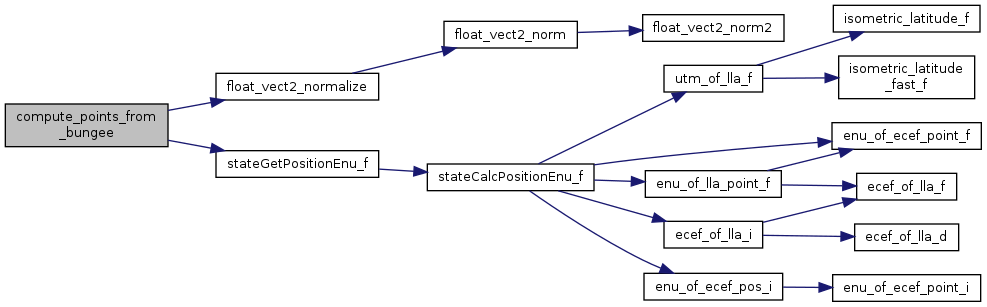 compute_points_from
_bungee
float_vect2_normalize
float_vect2_norm
float_vect2_norm2
stateGetPositionEnu_f
stateCalcPositionEnu_f
utm_of_lla_f
isometric_latitude_f
isometric_latitude
_fast_f
enu_of_ecef_point_f
enu_of_lla_point_f
ecef_of_lla_f
ecef_of_lla_i
ecef_of_lla_d
enu_of_ecef_pos_i
enu_of_ecef_point_i